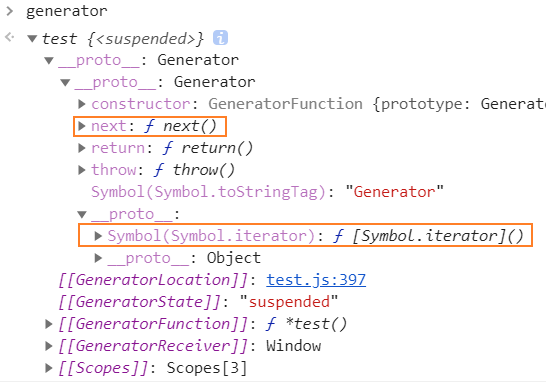 generator
test {<suspended>} i
__proto__: Generator
__proto__: Generator
constructor: GeneratorFunction {prototype: Generato
next: ƒ next()
return: ƒ return()
throw: ƒ throw()
Symbol(Symbol.toStringTag): "Generator"
__proto__:
Symbol(Symbol.iterator): ƒ [Symbol.iterator]()
__proto__: Object
[[GeneratorLocation]]: test.js:397
[[GeneratorState]]: "suspended"
[[GeneratorFunction]]: ƒ *test()
[[GeneratorReceiver]]: Window
[[Scopes]]: Scopes[3]